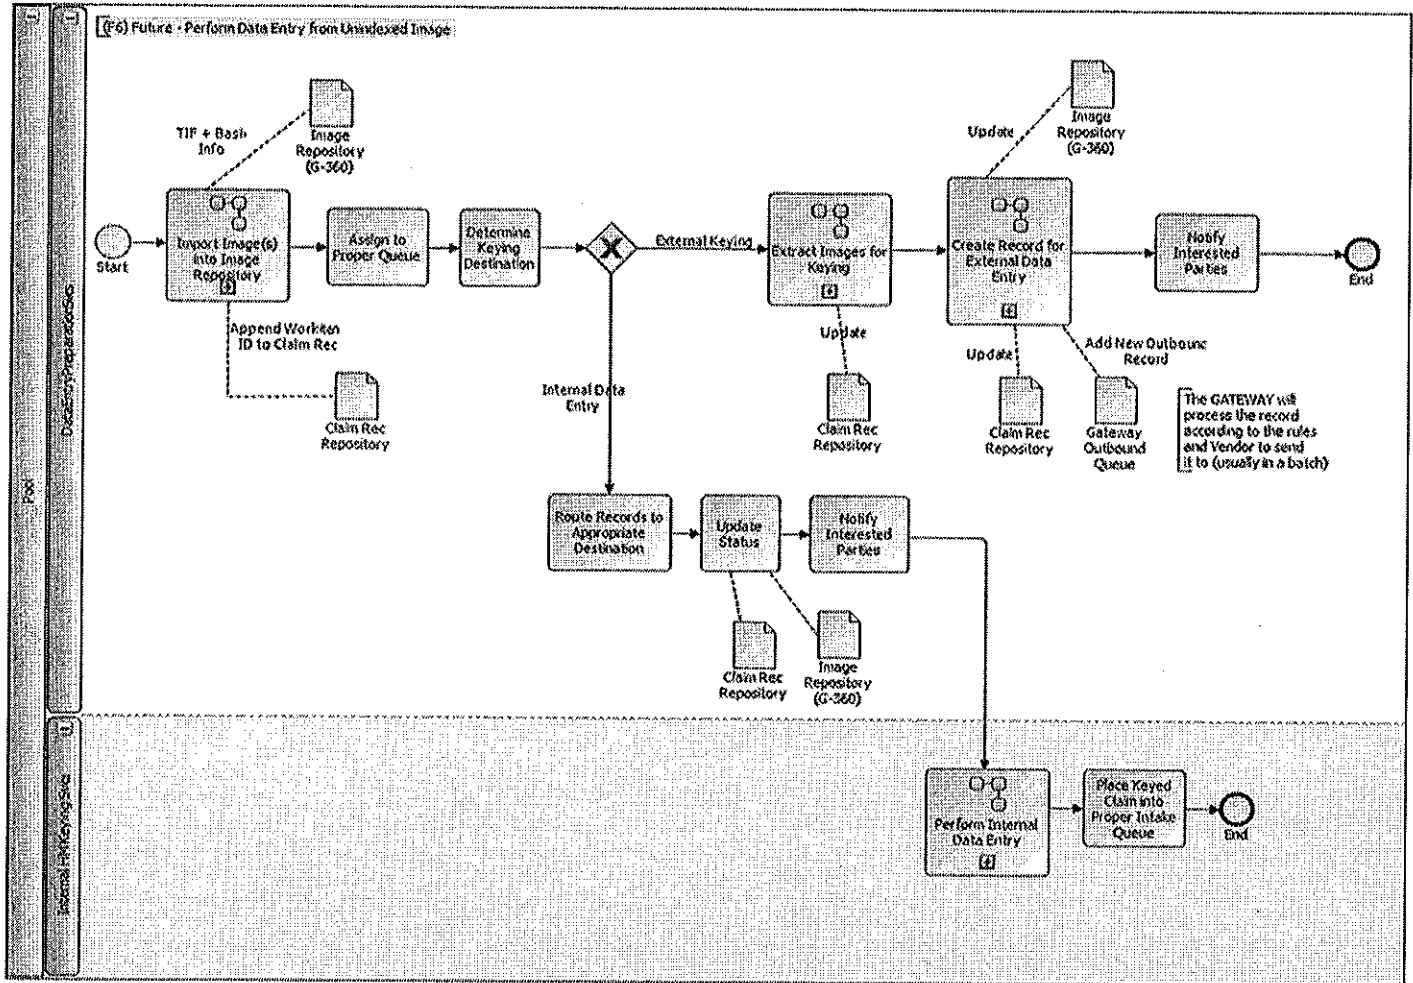 (F6) Future - Perform Data Entry from Unindexed Image
TIF + Bash
Info
Image
Repository
(G-360)
Update
Image
Repository
(G-360)
Start
Import Image(s)
into Image
Repository
Assign to
Proper Queue
Determine
Keying
Destination
External Keying
Extract Images for
Keying
Create Record for
External Data
Entry
Notify
Interested
Parties
End
Append Workitem
ID to Claim Rec
Claim Rec
Repository
Internal Data
Entry
Update
Claim Rec
Repository
Update
Claim Rec
Repository
Add New Outbound
Record
Gateway
Outbound
Queue
The GATEWAY will
process the record
according to the rules
and Vendor to send
it to (usually in a batch)
Route Records to
Appropriate
Destination
Update
Status
Notify
Interested
Parties
Claim Rec
Repository
Image
Repository
(G-360)
Pool
DataEntryPreparationSvcs
Perform Internal
Data Entry
Place Keyed
Claim into
Proper Intake
Queue
End